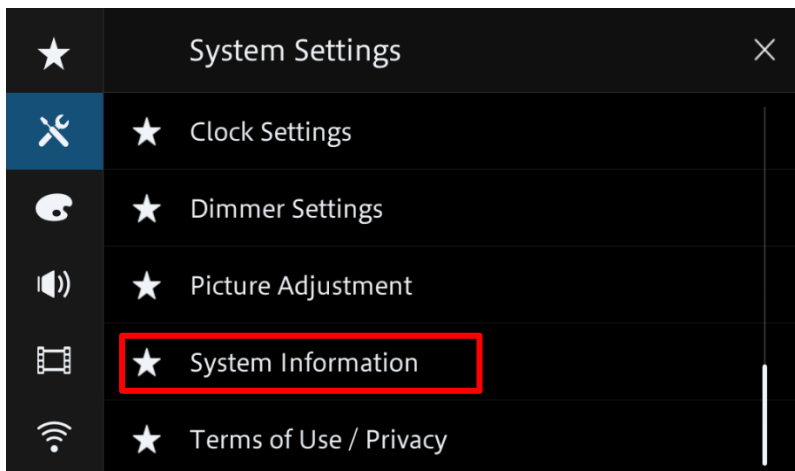 System Settings
Clock Settings
Dimmer Settings
Picture Adjustment
System Information
Terms of Use / Privacy